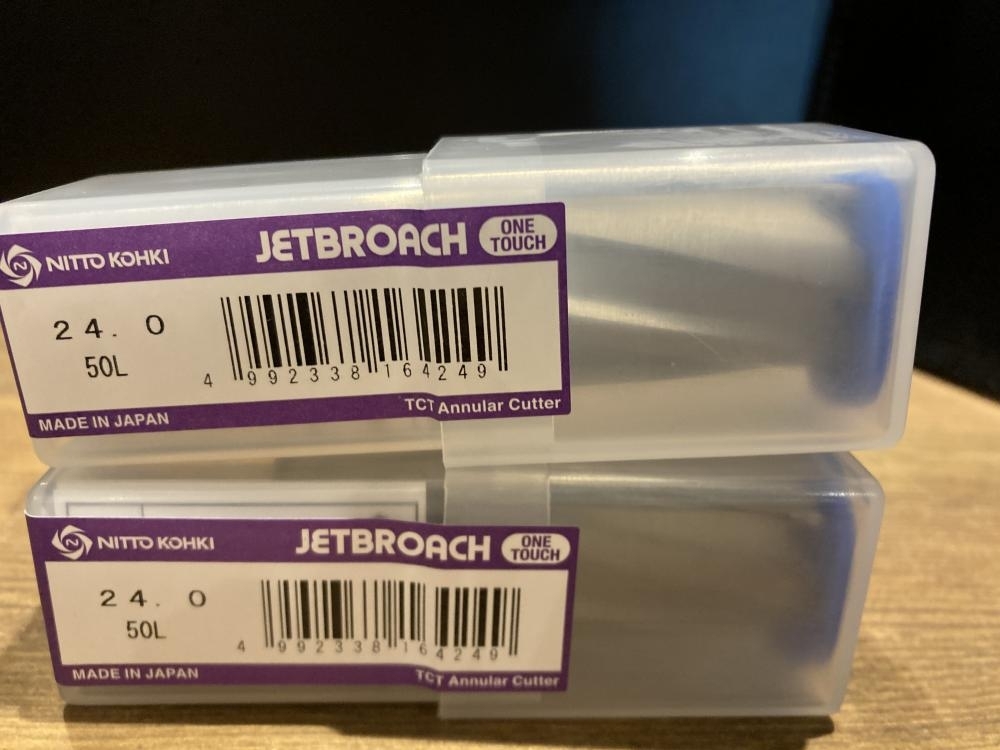 NITTO KOHKI JETBROACH ONE TOUCH
24.0
50L
4 992338 164249
MADE IN JAPAN TCT Annular Cutter
NITTO KOHKI JETBROACH ONE TOUCH
24.0
50L
4 992338 164249
MADE IN JAPAN TCT Annular Cutter